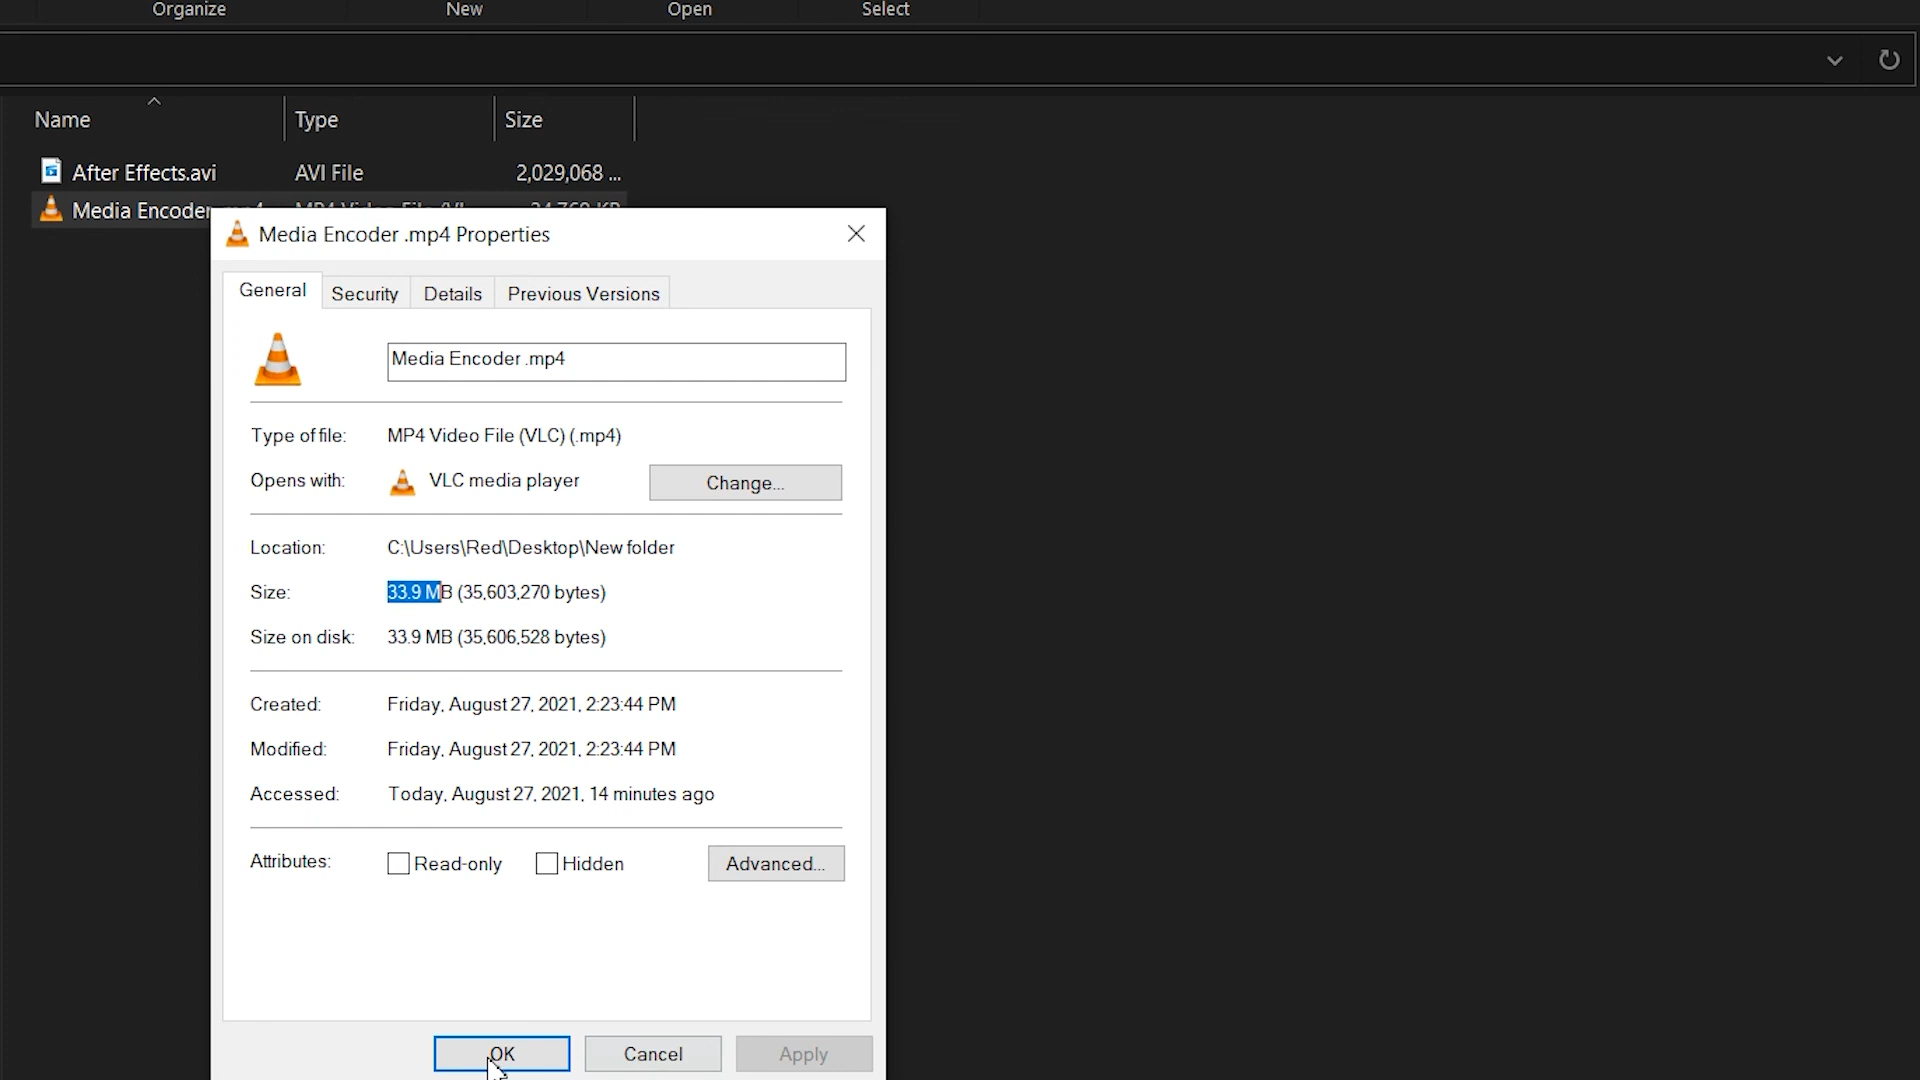 Organize New Open Select
Name Type Size
After Effects.avi AVI File 2,029,068 ...
Media Encoder
Media Encoder .mp4 Properties
General Security Details Previous Versions
Media Encoder .mp4
Type of file: MP4 Video File (VLC) (.mp4)
Opens with: VLC media player Change...
Location: C:\Users\Red\Desktop\New folder
Size: 33.9 MB (35,603,270 bytes)
Size on disk: 33.9 MB (35,606,528 bytes)
Created: Friday, August 27, 2021, 2:23:44 PM
Modified: Friday, August 27, 2021, 2:23:44 PM
Accessed: Today, August 27, 2021, 14 minutes ago
Attributes: Read-only Hidden Advanced...
OK Cancel Apply